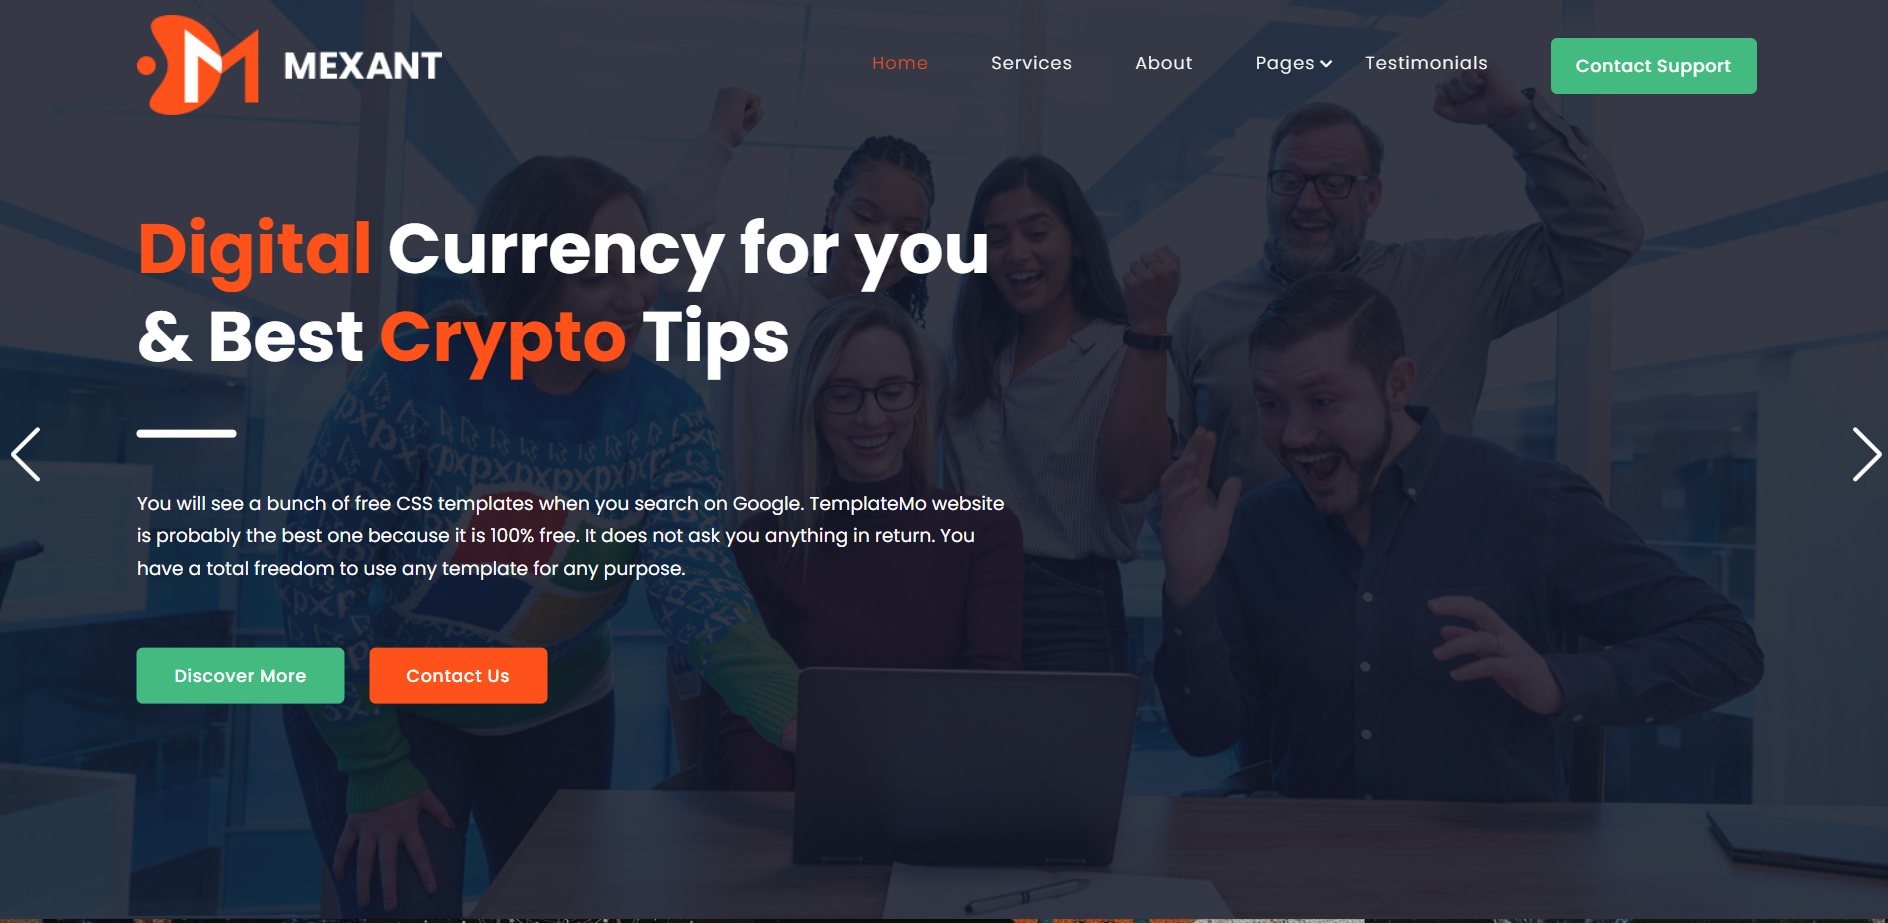 MEXANT
Home Services About Pages Testimonials Contact Support
Digital Currency for you
& Best Crypto Tips
You will see a bunch of free CSS templates when you search on Google. TemplateMo website
is probably the best one because it is 100% free. It does not ask you anything in return. You
have a total freedom to use any template for any purpose.
Discover More Contact Us